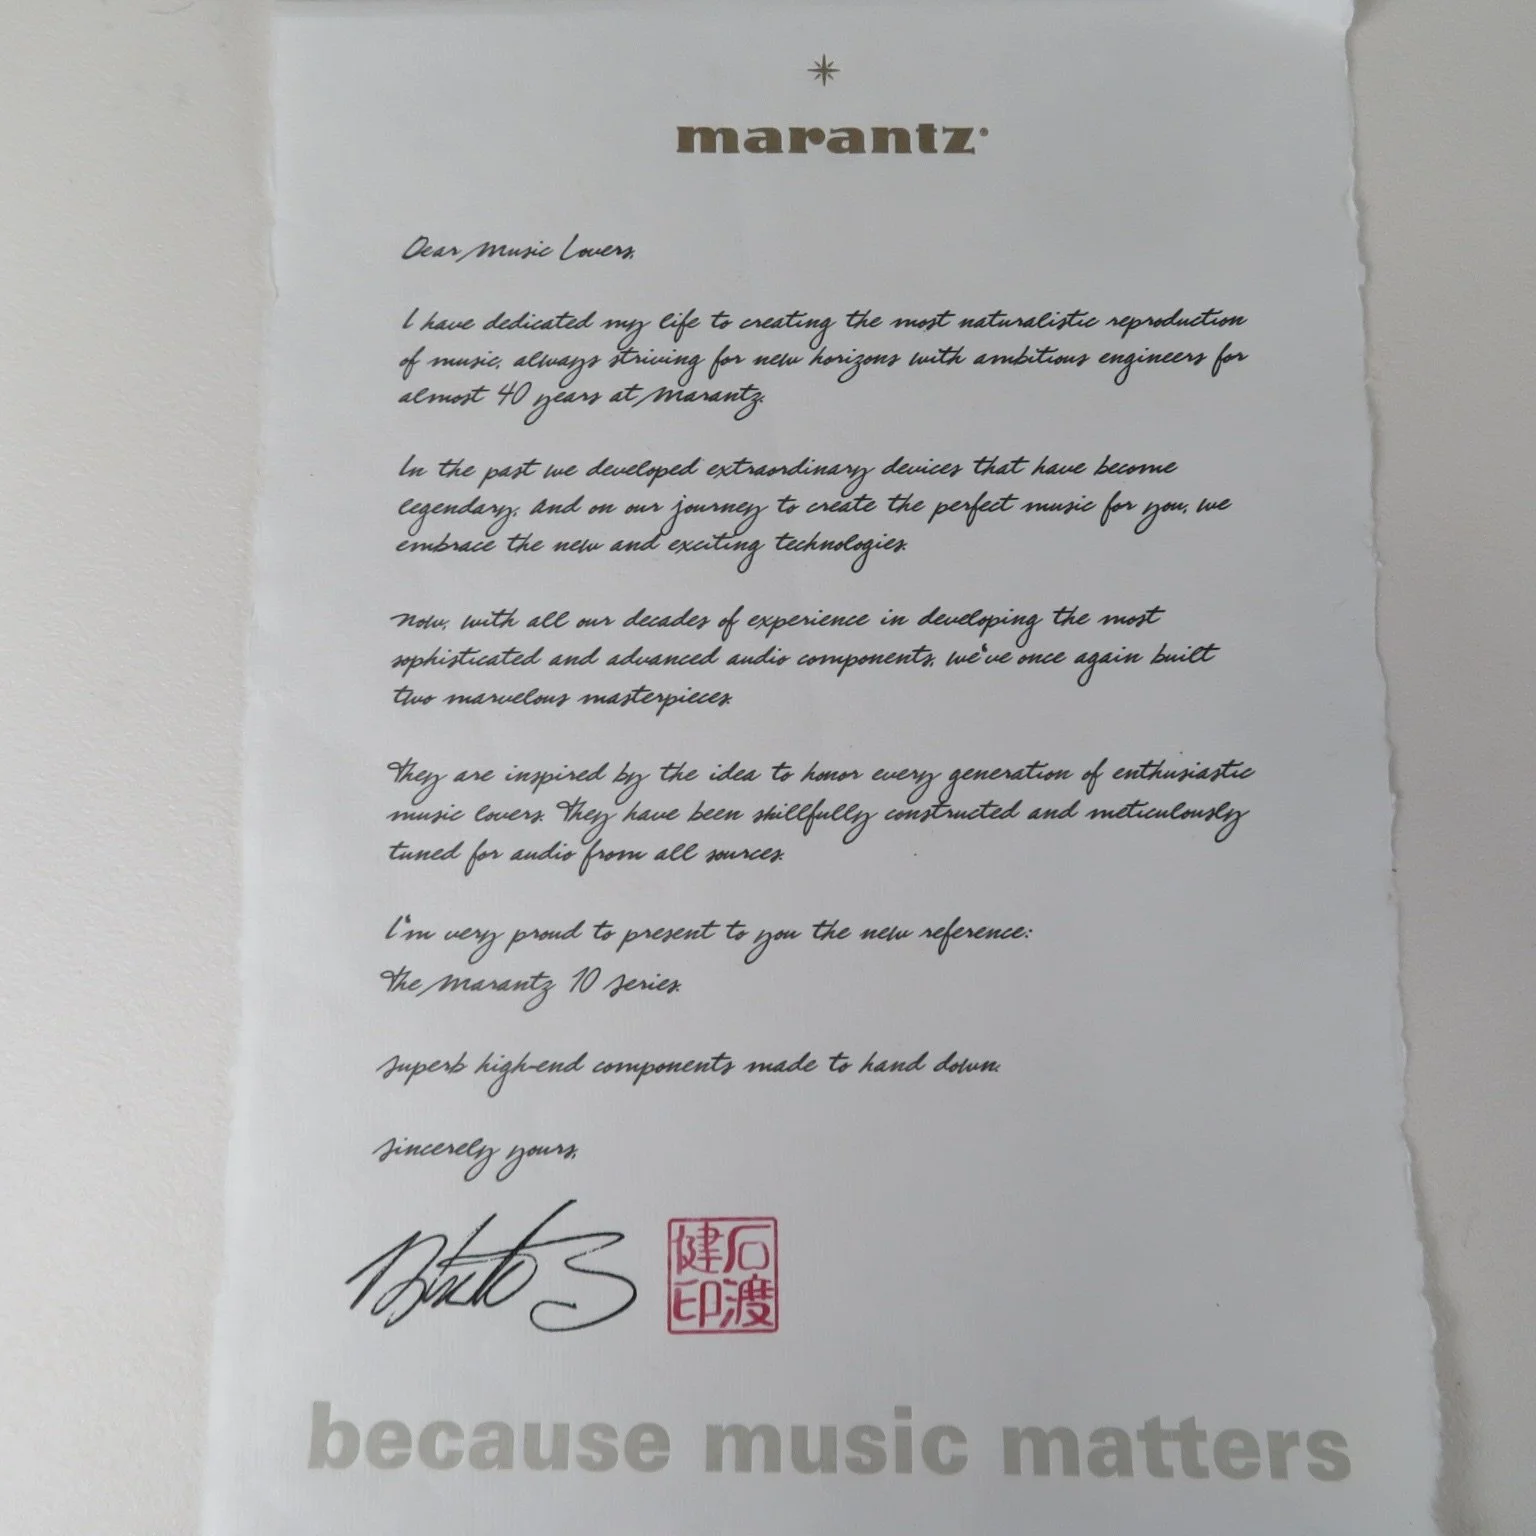 marantz®
Dear Music Lovers,
I have dedicated my life to creating the most naturalistic reproduction
of music, always striving for new horizons with ambitious engineers for
almost 40 years at Marantz.
In the past we developed extraordinary devices that have become
legendary. And on our journey to create the perfect music for you, we
embrace the new and exciting technologies.
Now, with all our decades of experience in developing the most
sophisticated and advanced audio components, we've once again built
two marvelous masterpieces.
They are inspired by the idea to honor every generation of enthusiastic
music lovers. They have been skillfully constructed and meticulously
tuned for audio from all sources.
I'm very proud to present to you the new reference:
The Marantz 10 Series.
Superb high-end components made to hand down.
Sincerely yours,
石渡
健印
because music matters